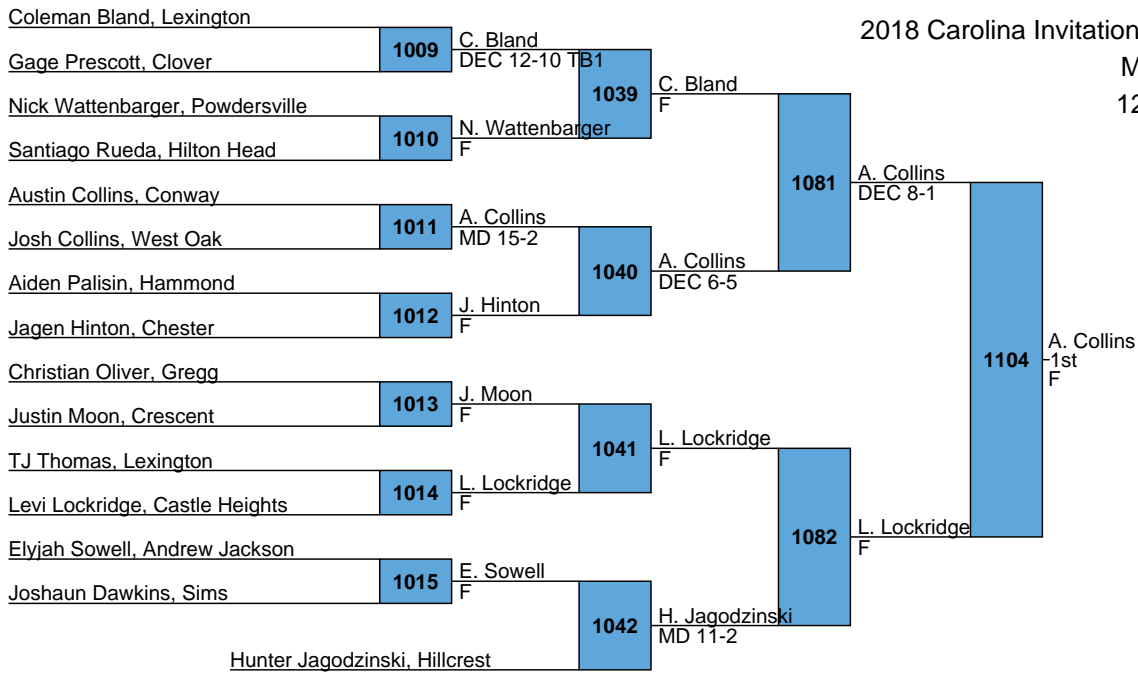 2018 Carolina Invitation
M
12
Coleman Bland, Lexington
Gage Prescott, Clover
Nick Wattenbarger, Powdersville
Santiago Rueda, Hilton Head
Austin Collins, Conway
Josh Collins, West Oak
Aiden Palisin, Hammond
Jagen Hinton, Chester
Christian Oliver, Gregg
Justin Moon, Crescent
TJ Thomas, Lexington
Levi Lockridge, Castle Heights
Elyjah Sowell, Andrew Jackson
Joshaun Dawkins, Sims
Hunter Jagodzinski, Hillcrest
1009
1010
1011
1012
1013
1014
1015
C. Bland
DEC 12-10 TB1
N. Wattenbarger
F
A. Collins
MD 15-2
J. Hinton
F
J. Moon
F
L. Lockridge
F
E. Sowell
F
1039
1040
1041
1042
C. Bland
F
A. Collins
DEC 6-5
L. Lockridge
F
H. Jagodzinski
MD 11-2
1081
1082
A. Collins
DEC 8-1
L. Lockridge
F
1104
A. Collins
1st
F